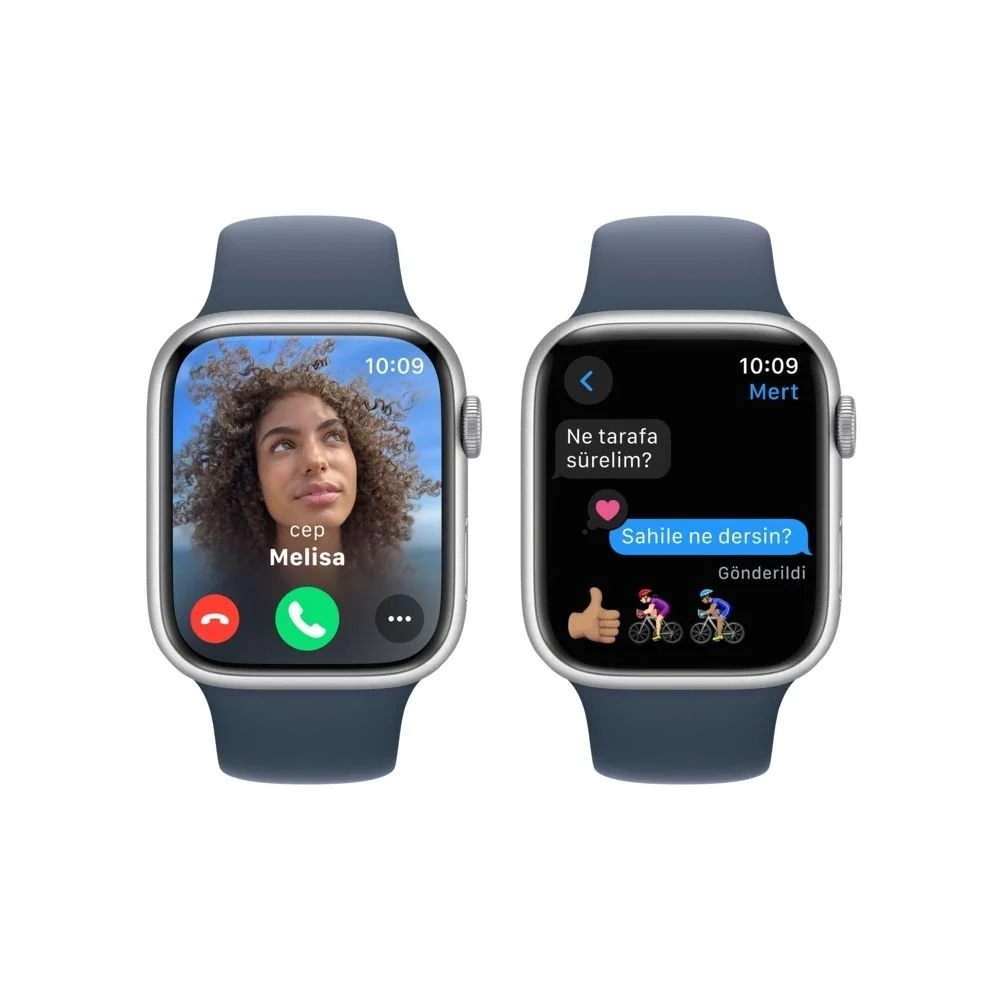 10:09
cep
Melisa
10:09
Mert
Ne tarafa
sürelim?
Sahile ne dersin?
Gönderildi